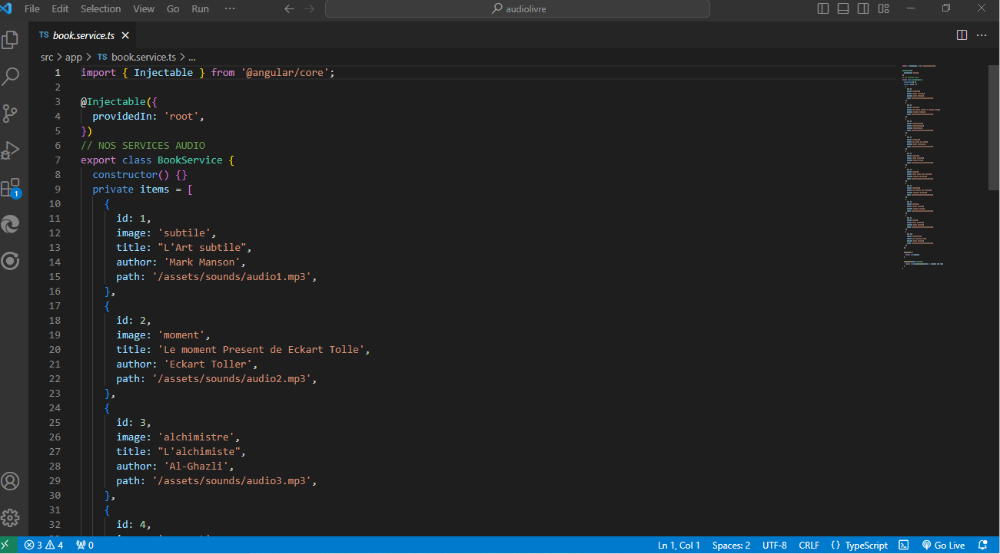 File Edit Selection View Go Run ··· audiolivre
TS book.service.ts
src > app > TS book.service.ts > ...
1 import { Injectable } from '@angular/core';
2
3 @Injectable({
4 providedIn: 'root',
5 })
6 // NOS SERVICES AUDIO
7 export class BookService {
8 constructor() {}
9 private items = [
10 {
11 id: 1,
12 image: 'subtile',
13 title: "L'Art subtile",
14 author: 'Mark Manson',
15 path: '/assets/sounds/audio1.mp3',
16 },
17 {
18 id: 2,
19 image: 'moment',
20 title: 'Le moment Present de Eckart Tolle',
21 author: 'Eckart Toller',
22 path: '/assets/sounds/audio2.mp3',
23 },
24 {
25 id: 3,
26 image: 'alchimistre',
27 title: "L'alchimiste",
28 author: 'Al-Ghazli',
29 path: '/assets/sounds/audio3.mp3',
30 },
31 {
32 id: 4,
1
3 4 0 Ln 1, Col 1 Spaces: 2 UTF-8 CRLF {} TypeScript Go Live